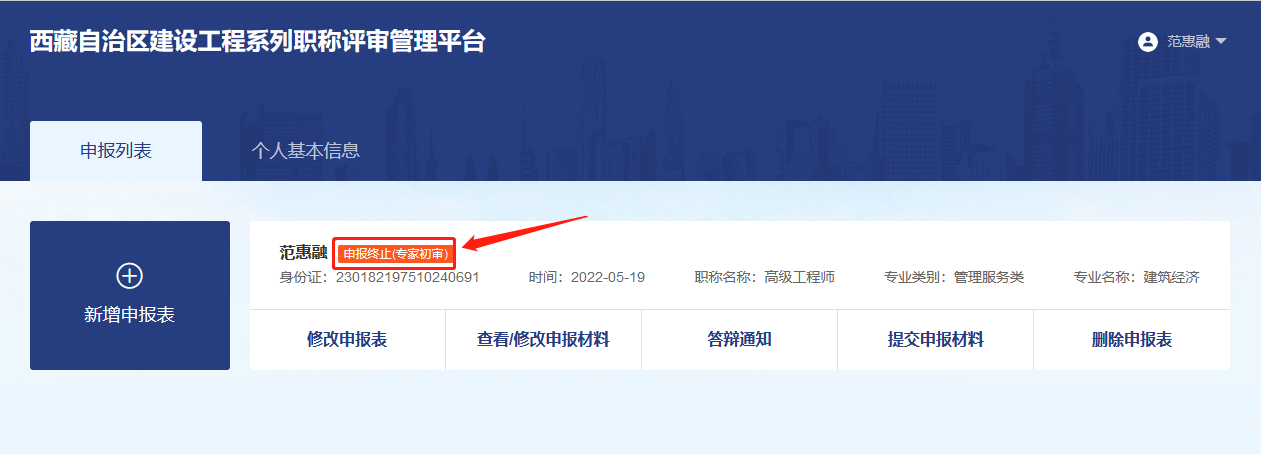 西藏自治区建设工程系列职称评审管理平台
范惠融
申报列表
个人基本信息
新增申报表
范惠融 申报终止(专家初审)
身份证：230182197510240691 时间：2022-05-19 职称名称：高级工程师 专业类别：管理服务类 专业名称：建筑经济
修改申报表 查看/修改申报材料 答辩通知 提交申报材料 删除申报表